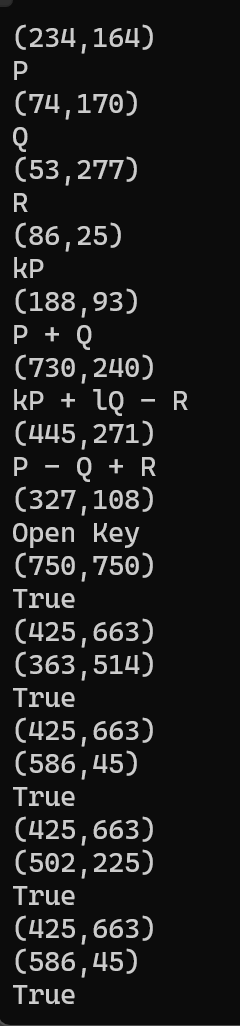 (234,164)
P
(74,170)
Q
(53,277)
R
(86,25)
kP
(188,93)
P + Q
(730,240)
kP + lQ - R
(445,271)
P - Q + R
(327,108)
Open Key
(750,750)
True
(425,663)
(363,514)
True
(425,663)
(586,45)
True
(425,663)
(502,225)
True
(425,663)
(586,45)
True